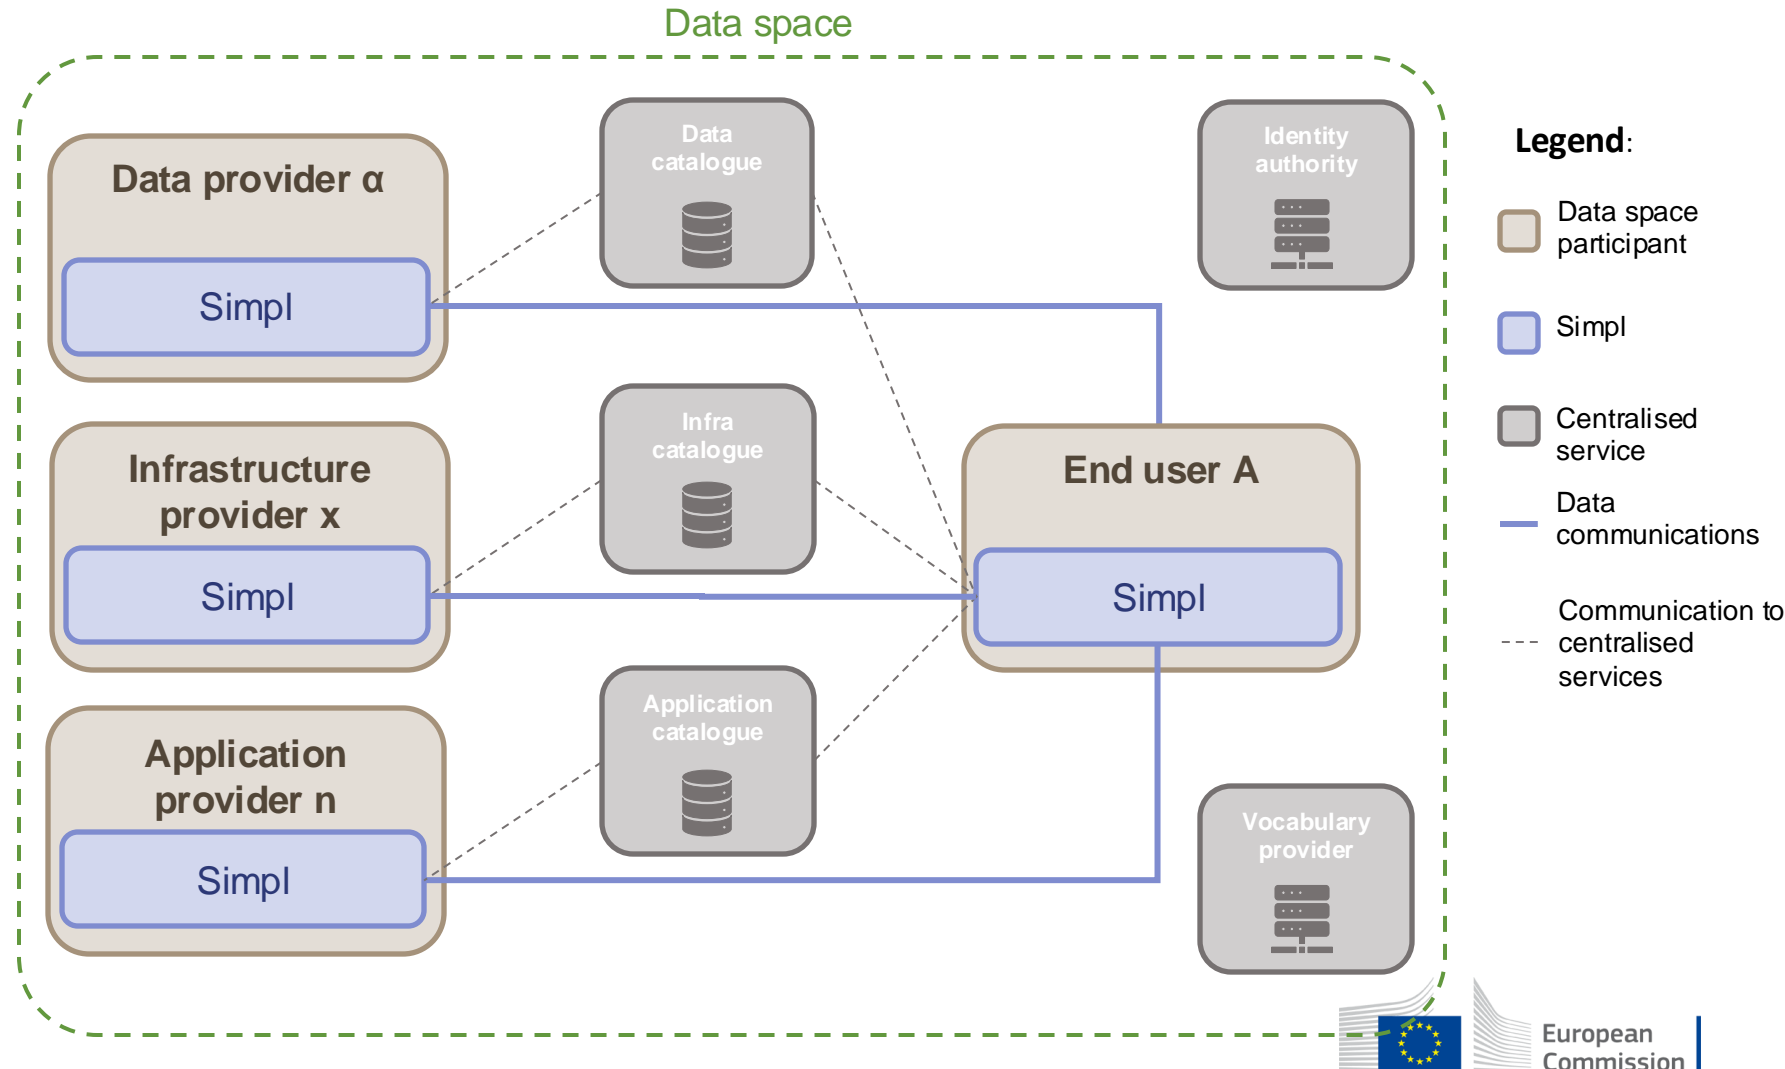 Data space
Data provider α
Simpl
Data
catalogue
Identity
authority
Infrastructure
provider x
Simpl
Infra
catalogue
End user A
Simpl
Application
provider n
Simpl
Application
catalogue
Vocabulary
provider
Legend:
Data space
participant
Simpl
Centralised
service
Data
communications
Communication to
centralised
services
European
Commission